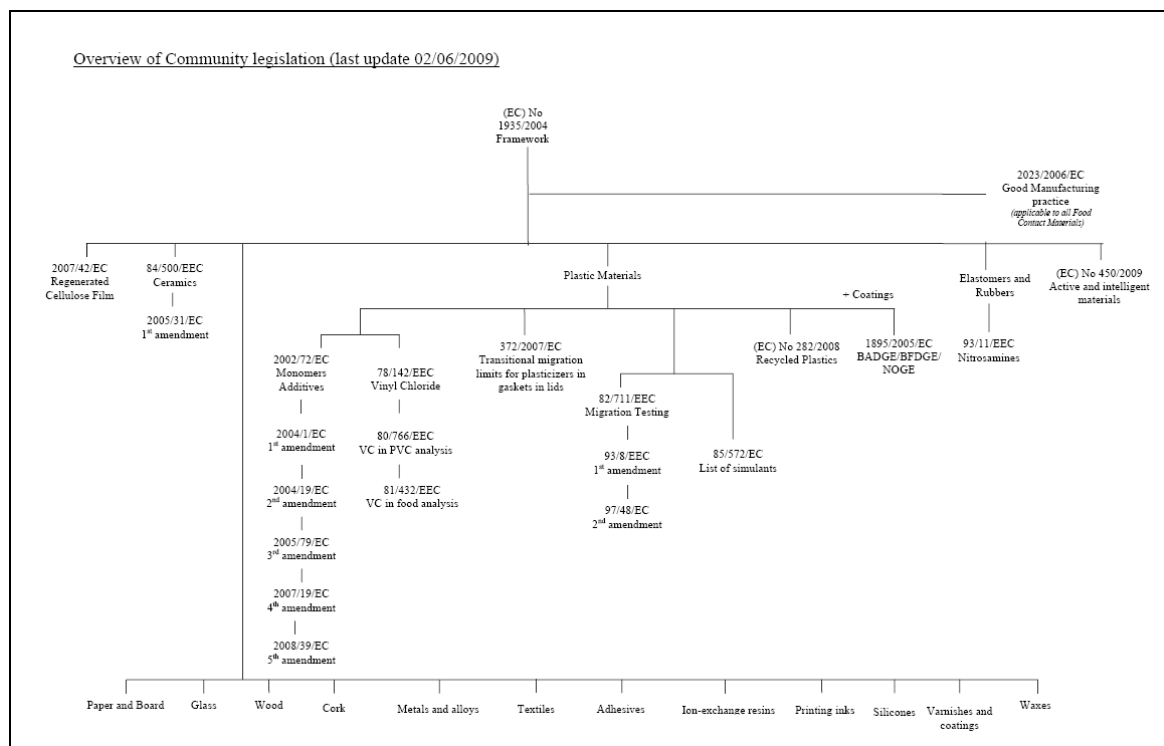 Overview of Community legislation (last update 02/06/2009)
(EC) No
1935/2004
Framework
2023/2006/EC
Good Manufacturing
practice
(applicable to all Food
Contact Materials)
2007/42/EC
Regenerated
Cellulose Film
84/500/EEC
Ceramics
2005/31/EC
1st amendment
Plastic Materials
+ Coatings
Elastomers and
Rubbers
93/11/EEC
Nitrosamines
(EC) No 450/2009
Active and intelligent
materials
2002/72/EC
Monomers
Additives
2004/1/EC
1st amendment
2004/19/EC
2nd amendment
2005/79/EC
3rd amendment
2007/19/EC
4th amendment
2008/39/EC
5th amendment
78/142/EEC
Vinyl Chloride
80/766/EEC
VC in PVC analysis
81/432/EEC
VC in food analysis
372/2007/EC
Transitional migration
limits for plasticizers in
gaskets in lids
82/711/EEC
Migration Testing
93/8/EEC
1st amendment
97/48/EC
2nd amendment
85/572/EC
List of simulants
(EC) No 282/2008
Recycled Plastics
1895/2005/EC
BADGE/BFDGE/
NOGE
Paper and Board
Glass
Wood
Cork
Metals and alloys
Textiles
Adhesives
Ion-exchange resins
Printing inks
Silicones
Varnishes and
coatings
Waxes